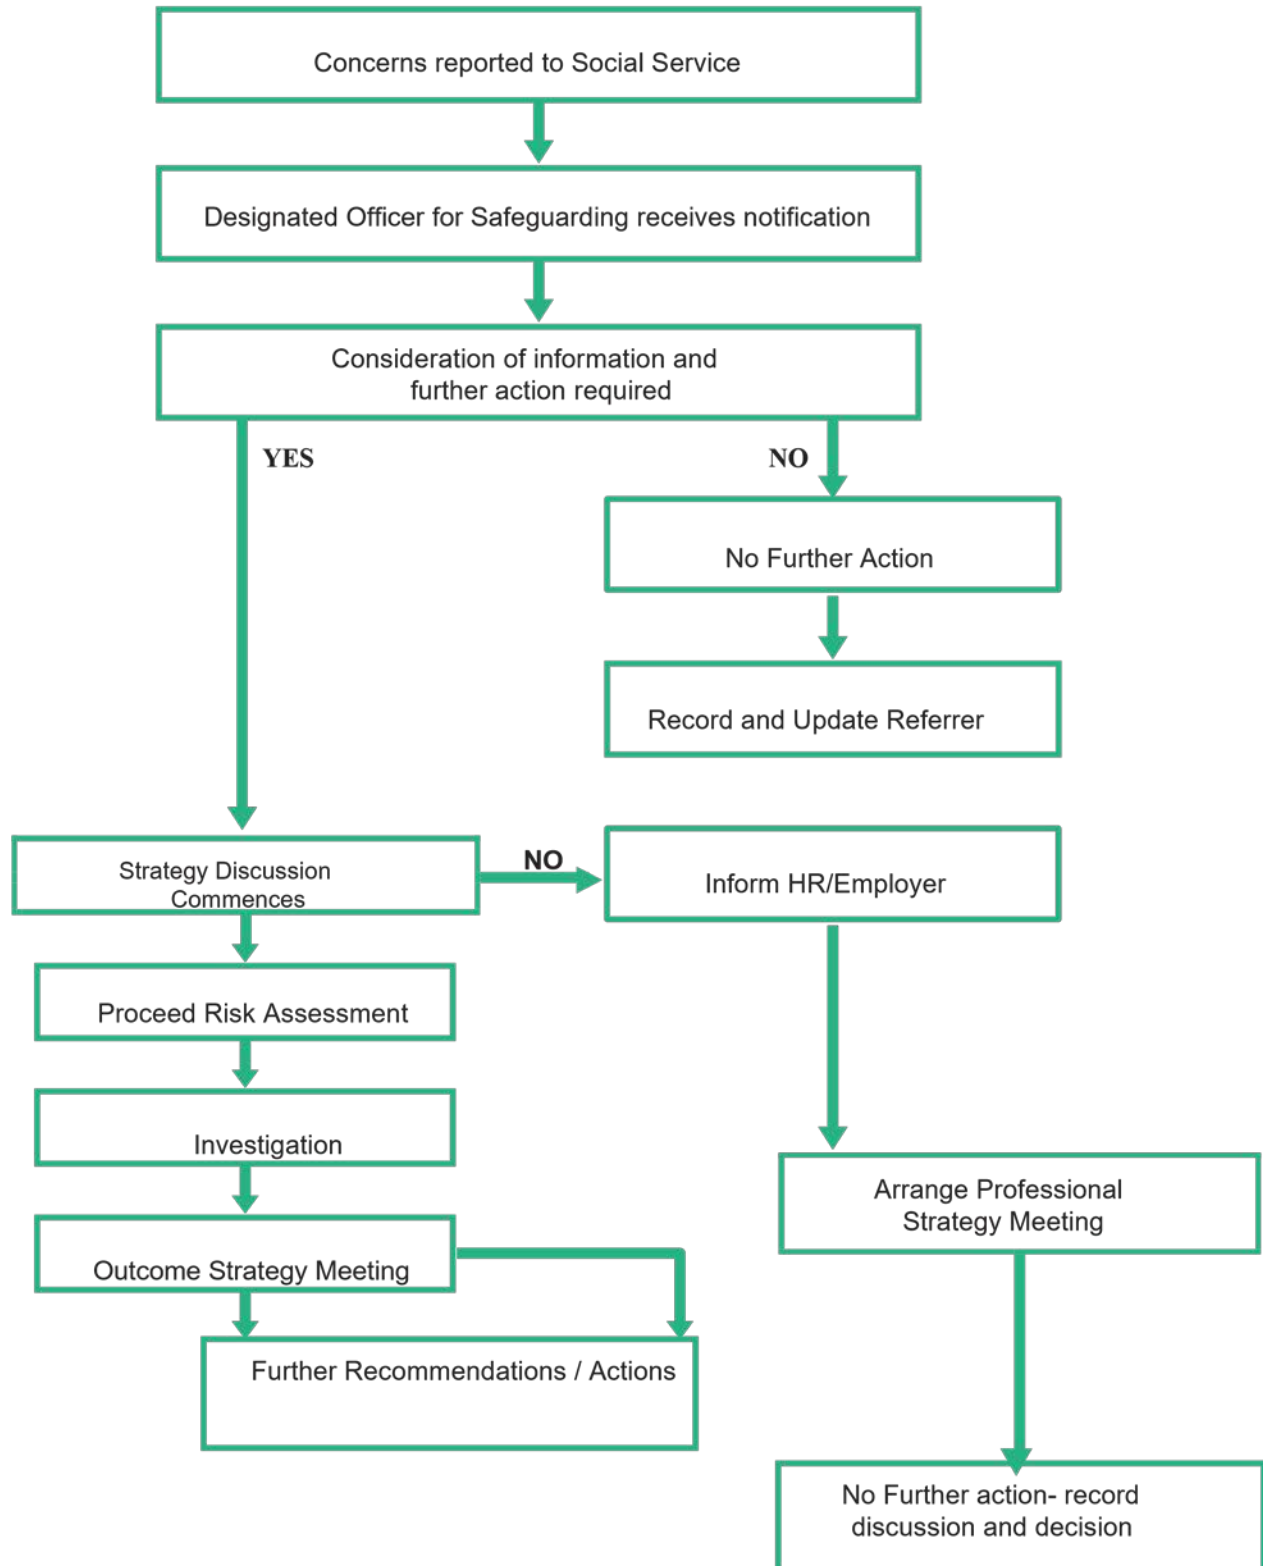 Concerns reported to Social Service
Designated Officer for Safeguarding receives notification
Consideration of information and
further action required
YES
NO
No Further Action
Record and Update Referrer
Strategy Discussion
Commences
NO
Inform HR/Employer
Proceed Risk Assessment
Investigation
Arrange Professional
Strategy Meeting
Outcome Strategy Meeting
Further Recommendations / Actions
No Further action- record
discussion and decision